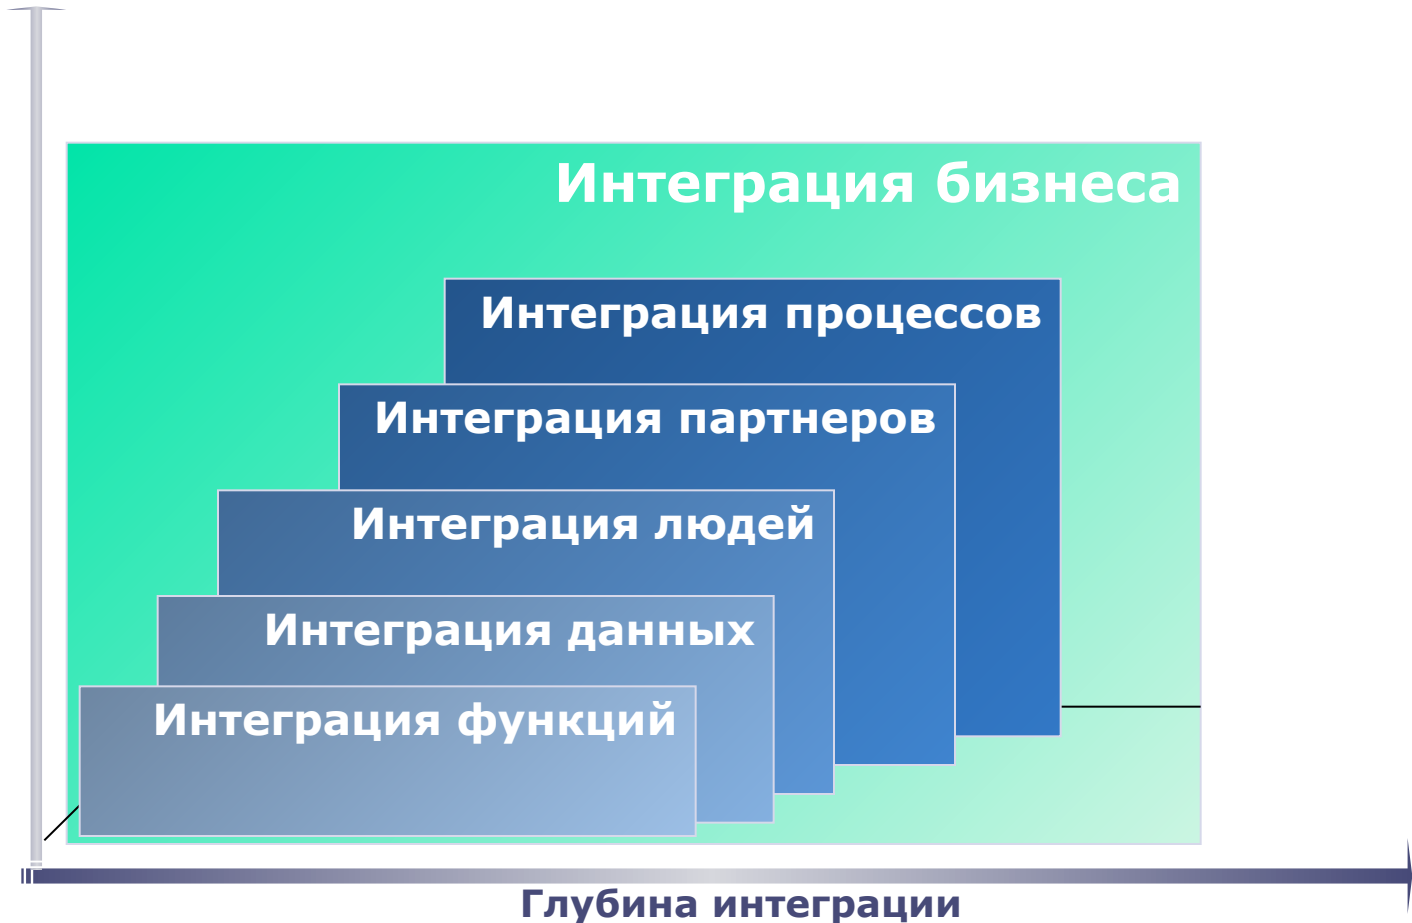 Интеграция бизнеса
Интеграция процессов
Интеграция партнеров
Интеграция людей
Интеграция данных
Интеграция функций
Глубина интеграции